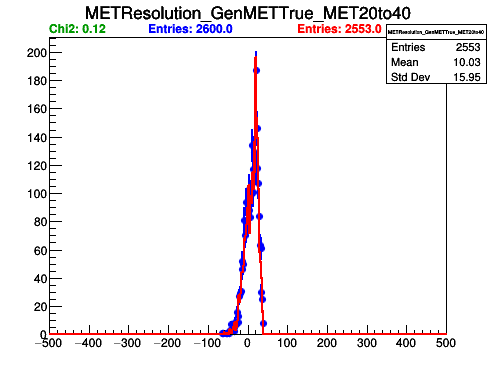 METResolution_GenMETTrue_MET20to40
Chi2: 0.12 Entries: 2600.0 Entries: 2553.0
METResolution_GenMETTrue_MET20to40
Entries 2553
Mean 10.03
Std Dev 15.95
200
180
160
140
120
100
80
60
40
20
0
−500 −400 −300 −200 −100 0 100 200 300 400 500